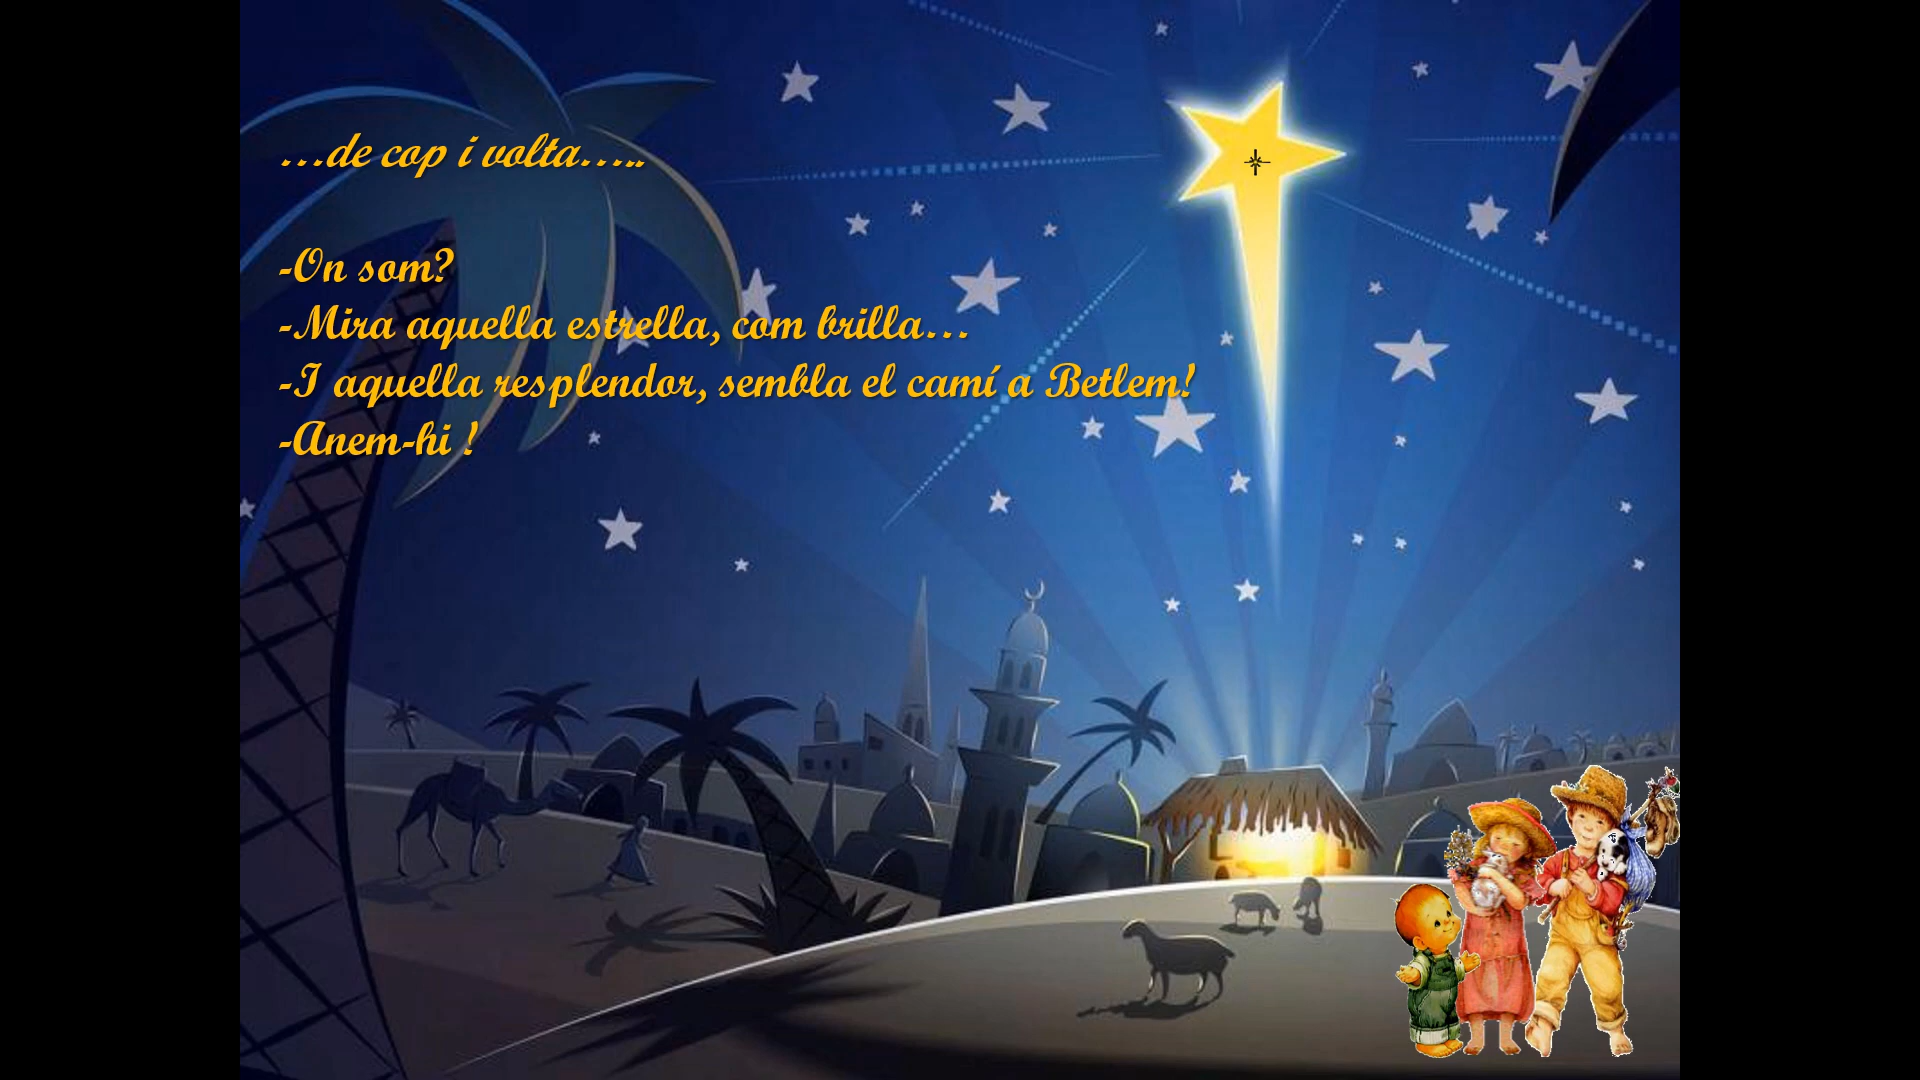 …de cop i volta…..
-On som?
-Mira aquella estrella, com brilla…
-I aquella resplendor, sembla el camí a Betlem!
-Anem-hi !